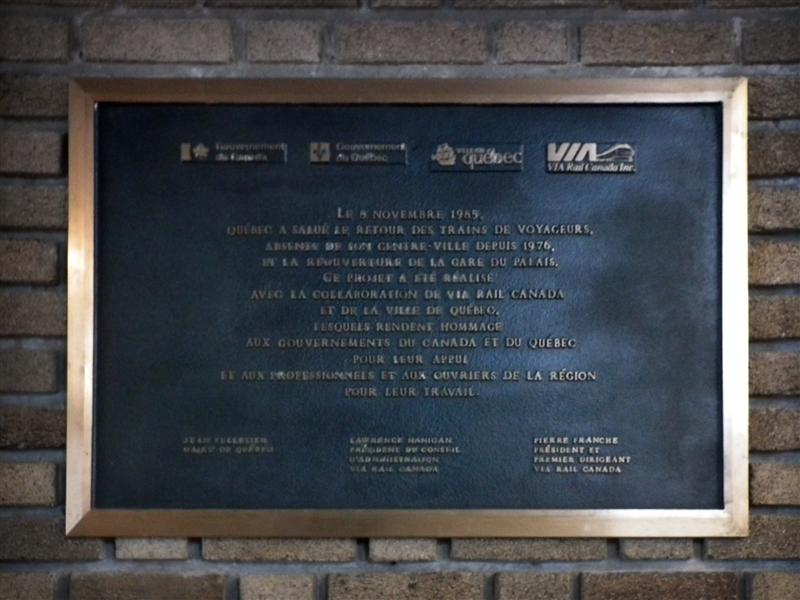 Gouvernement du Canada
Gouvernement du Québec
Ville de Québec
VIA
VIA Rail Canada Inc.
LE 8 NOVEMBRE 1985,
QUÉBEC A SALUÉ LE RETOUR DES TRAINS DE VOYAGEURS,
ABSENTS DE SON CENTRE-VILLE DEPUIS 1976,
ET LA RÉOUVERTURE DE LA GARE DU PALAIS.
CE PROJET A ÉTÉ RÉALISÉ
AVEC LA COLLABORATION DE VIA RAIL CANADA
ET DE LA VILLE DE QUÉBEC,
LESQUELS RENDENT HOMMAGE
AUX GOUVERNEMENTS DU CANADA ET DU QUÉBEC
POUR LEUR APPUI
ET AUX PROFESSIONNELS ET AUX OUVRIERS DE LA RÉGION
POUR LEUR TRAVAIL.
JEAN PELLETIER
MAIRE DE QUÉBEC
LAWRENCE HANIGAN
PRÉSIDENT DU CONSEIL
D'ADMINISTRATION
VIA RAIL CANADA
PIERRE FRANCHE
PRÉSIDENT ET
PREMIER DIRIGEANT
VIA RAIL CANADA